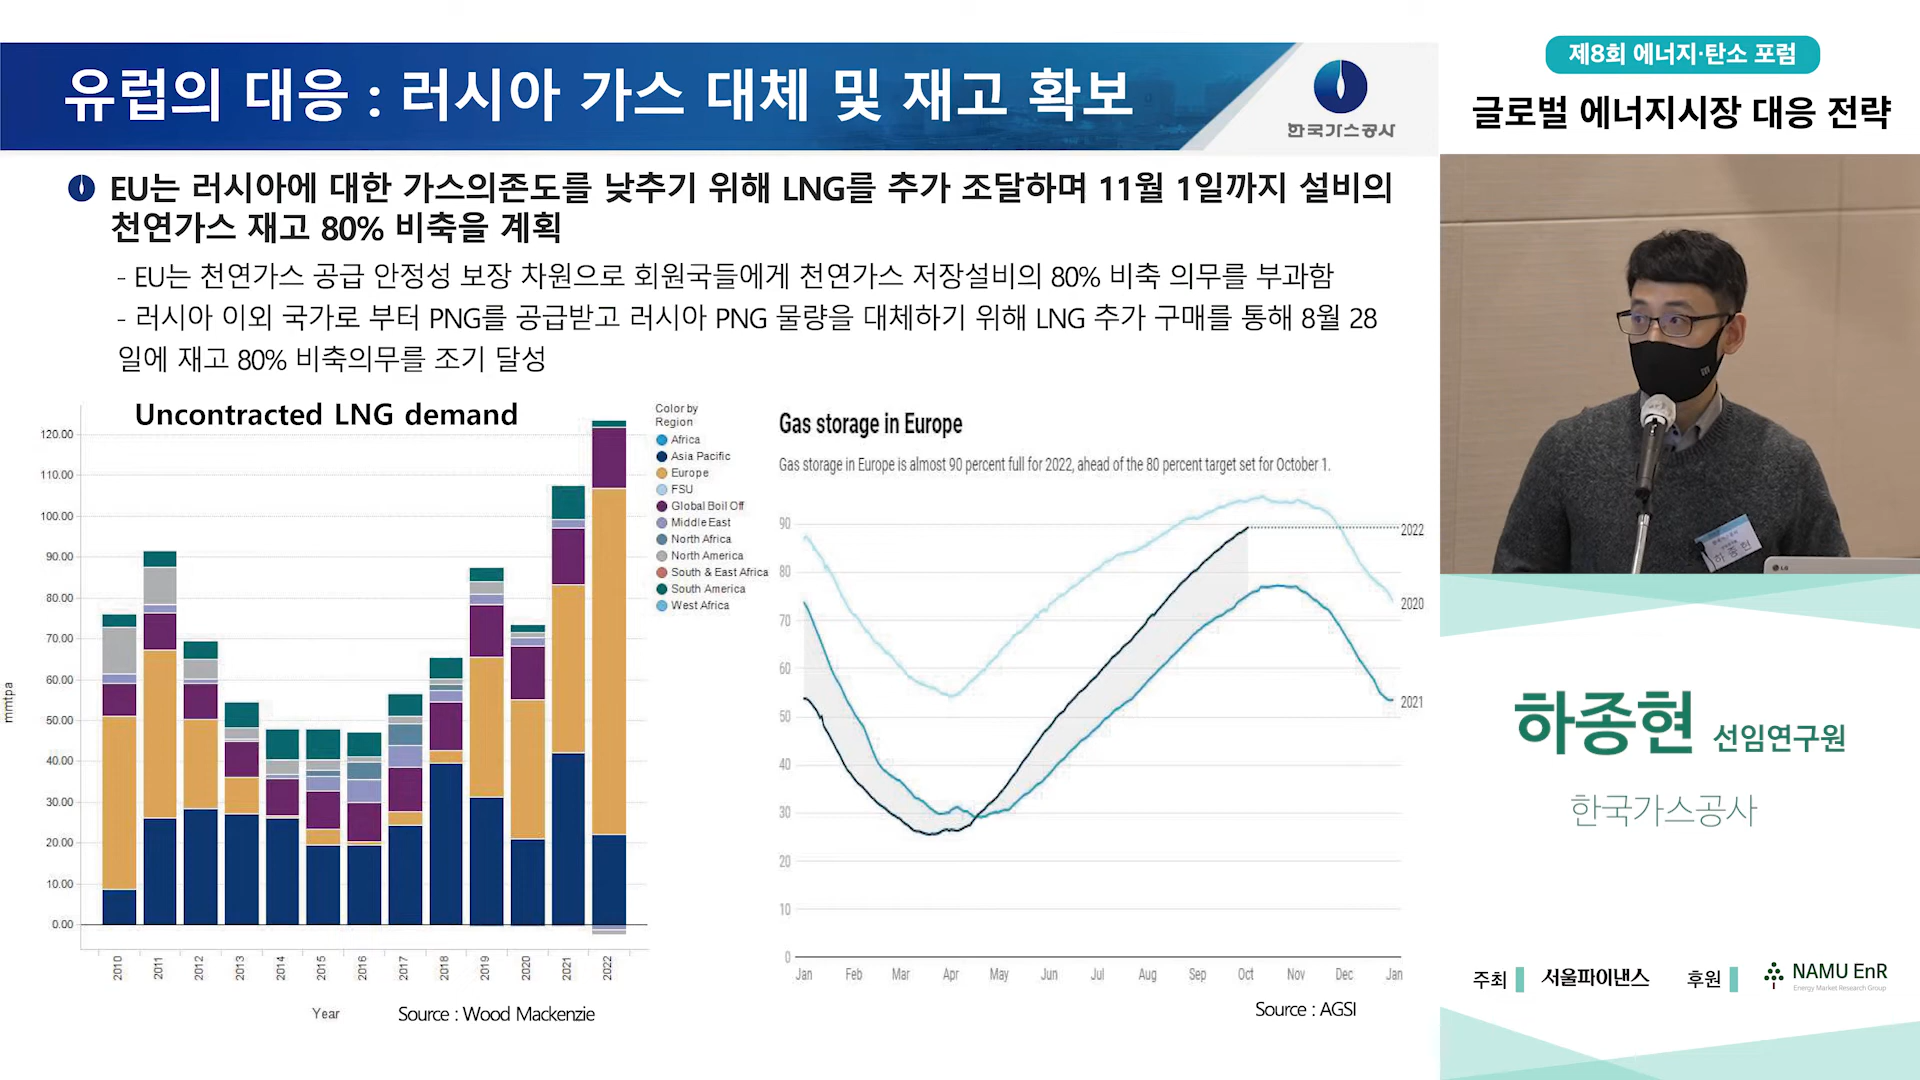 유럽의 대응 : 러시아 가스 대체 및 재고 확보
한국가스공사
EU는 러시아에 대한 가스의존도를 낮추기 위해 LNG를 추가 조달하며 11월 1일까지 설비의
천연가스 재고 80% 비축을 계획
- EU는 천연가스 공급 안정성 보장 차원으로 회원국들에게 천연가스 저장설비의 80% 비축 의무를 부과함
- 러시아 이외 국가로 부터 PNG를 공급받고 러시아 PNG 물량을 대체하기 위해 LNG 추가 구매를 통해 8월 28
일에 재고 80% 비축의무를 조기 달성
Uncontracted LNG demand
120.00
110.00
100.00
90.00
80.00
70.00
60.00
50.00
40.00
30.00
20.00
10.00
0.00
mmtpa
2010 2011 2012 2013 2014 2015 2016 2017 2018 2019 2020 2021 2022
Year
Source : Wood Mackenzie
Color by
Region
Africa
Asia Pacific
Europe
FSU
Global Boil Off
Middle East
North Africa
North America
South & East Africa
South America
West Africa
Gas storage in Europe
Gas storage in Europe is almost 90 percent full for 2022, ahead of the 80 percent target set for October 1.
90
80
70
60
50
40
30
20
10
0
2022
2020
2021
Jan Feb Mar Apr May Jun Jul Aug Sep Oct Nov Dec Jan
Source : AGSI
제8회 에너지·탄소 포럼
글로벌 에너지시장 대응 전략
하종현
LG
하종현 선임연구원
한국가스공사
주최 서울파이낸스 후원 NAMU EnR
Energy Market Research Group